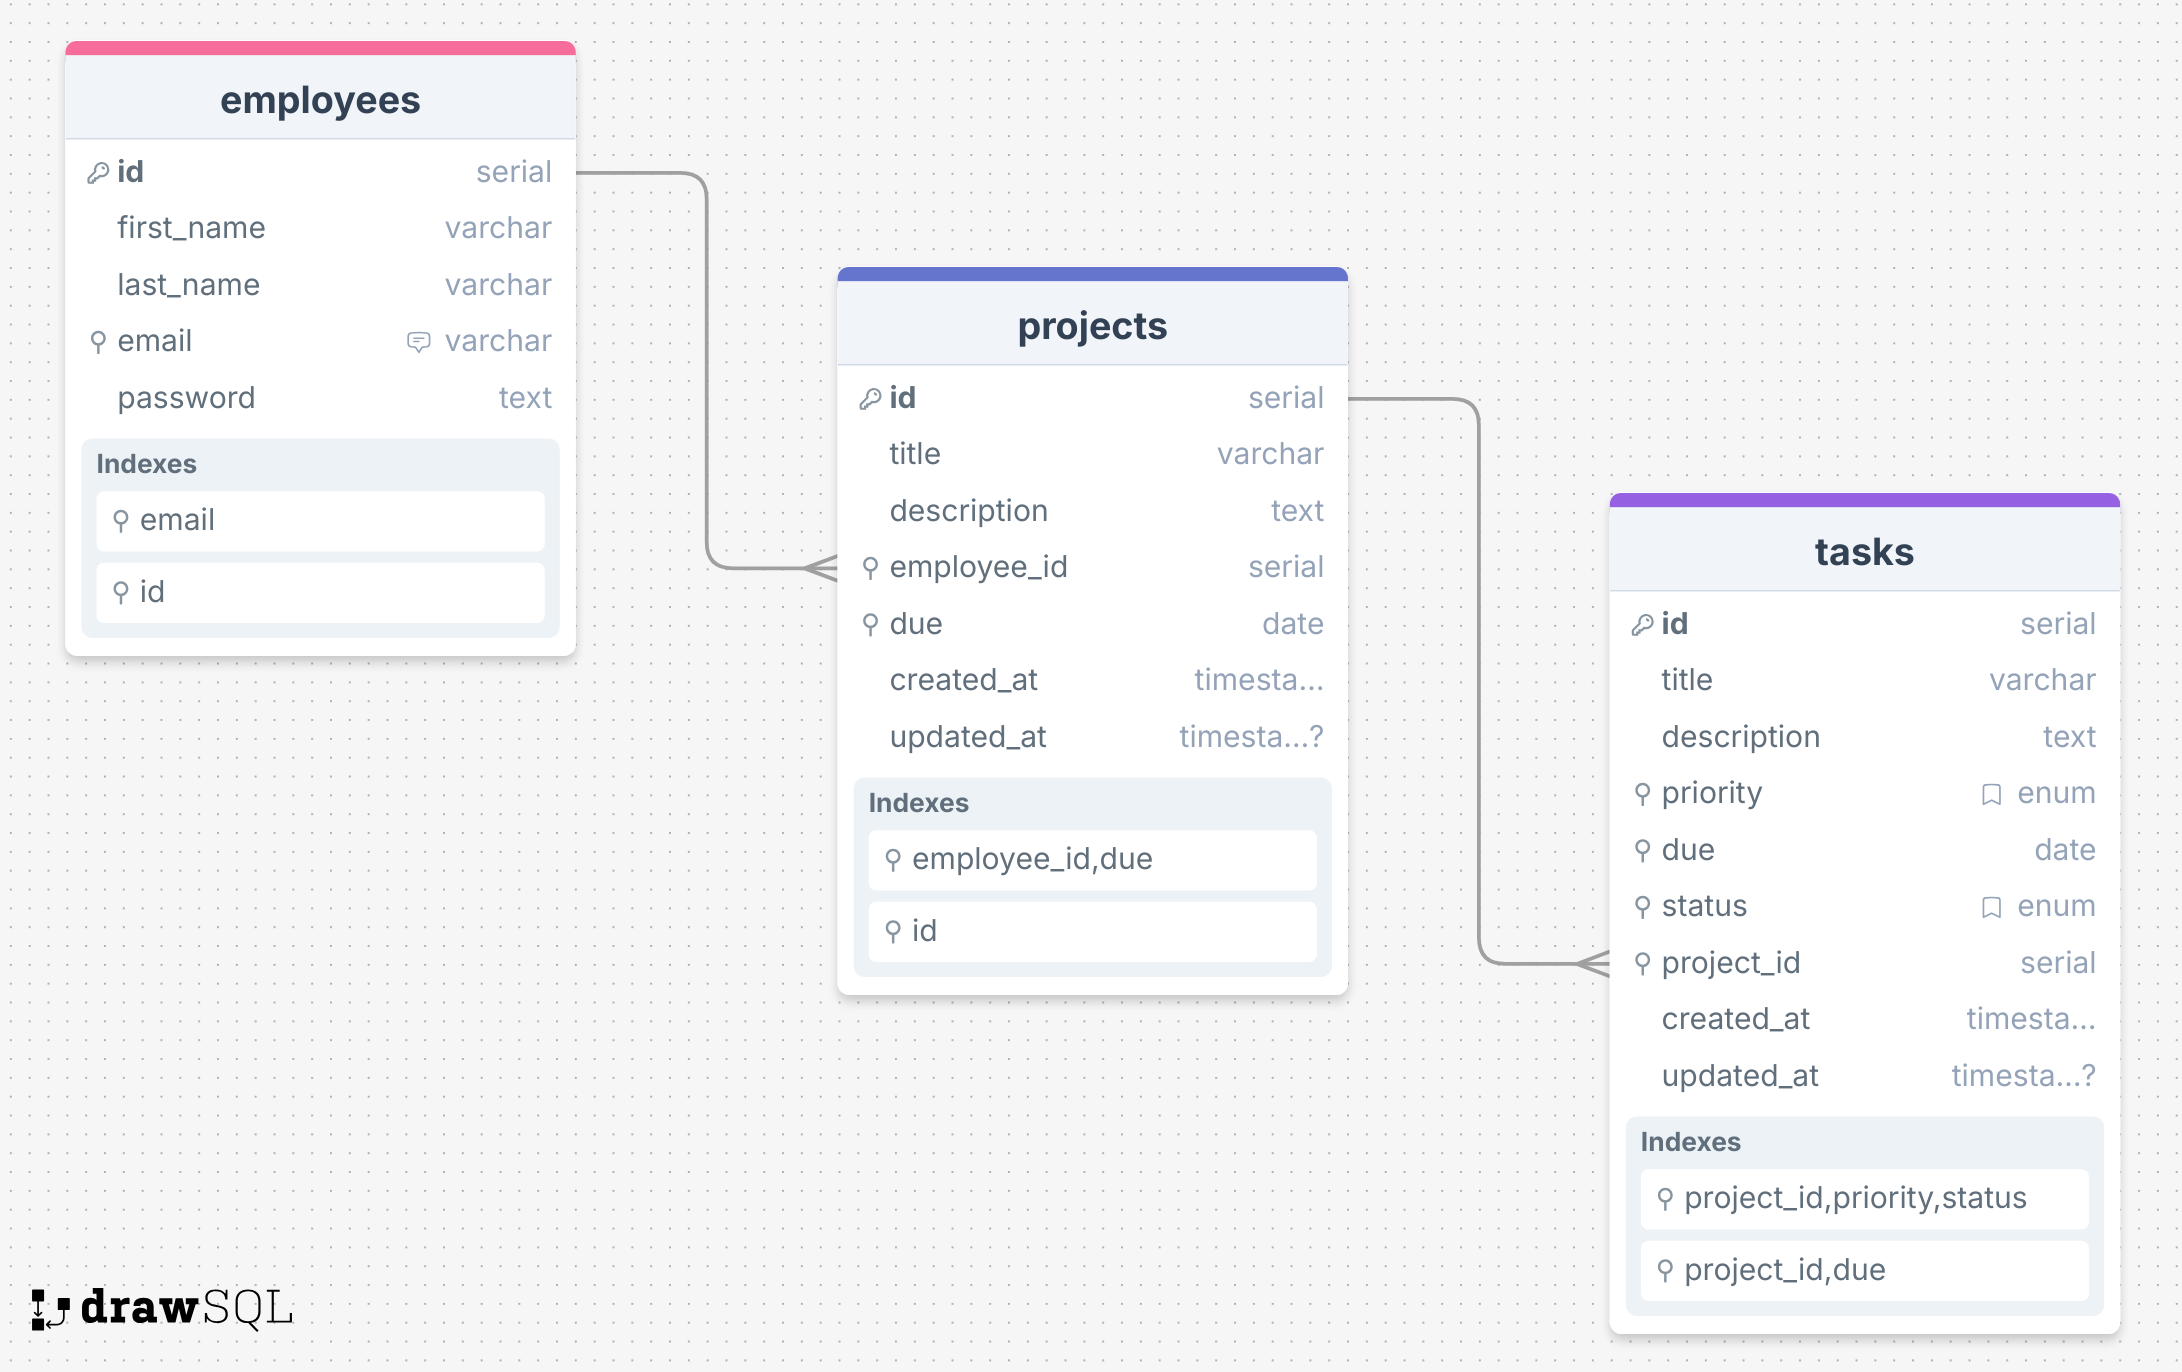 employees
id serial
first_name varchar
last_name varchar
email varchar
password text
Indexes
email
id
projects
id serial
title varchar
description text
employee_id serial
due date
created_at timesta...
updated_at timesta...?
Indexes
employee_id,due
id
tasks
id serial
title varchar
description text
priority enum
due date
status enum
project_id serial
created_at timesta...
updated_at timesta...?
Indexes
project_id,priority,status
project_id,due
drawSQL